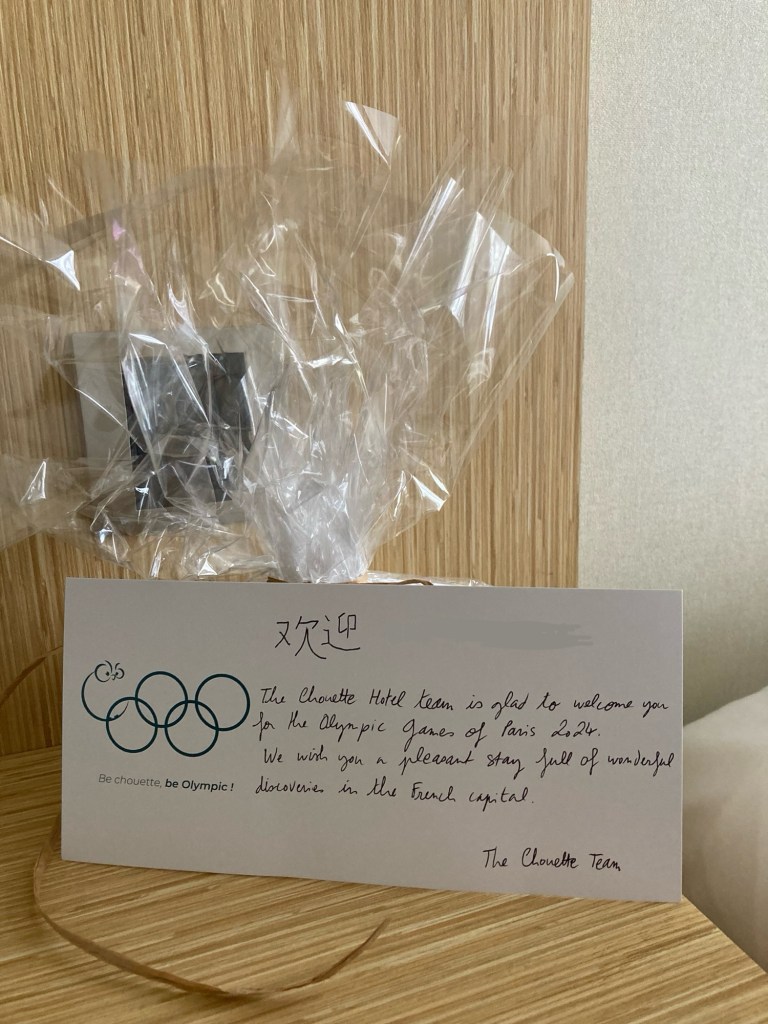 欢迎
The Chouette Hotel team is glad to welcome you
for the Olympic Games of Paris 2024.
We wish you a pleasant stay full of wonderful
discoveries in the French capital.
Be chouette, be Olympic !
The Chouette Team